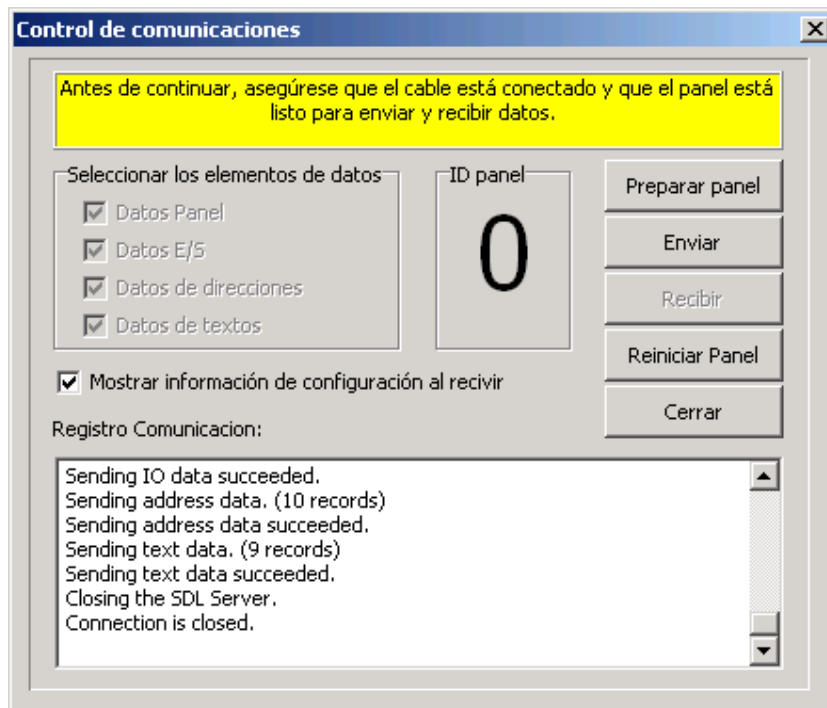 Control de comunicaciones
Antes de continuar, asegúrese que el cable está conectado y que el panel está
listo para enviar y recibir datos.
Seleccionar los elementos de datos
Datos Panel
Datos E/S
Datos de direcciones
Datos de textos
ID panel
0
Preparar panel
Enviar
Recibir
Reiniciar Panel
Cerrar
Mostrar información de configuración al recivir
Registro Comunicacion:
Sending IO data succeeded.
Sending address data. (10 records)
Sending address data succeeded.
Sending text data. (9 records)
Sending text data succeeded.
Closing the SDL Server.
Connection is closed.